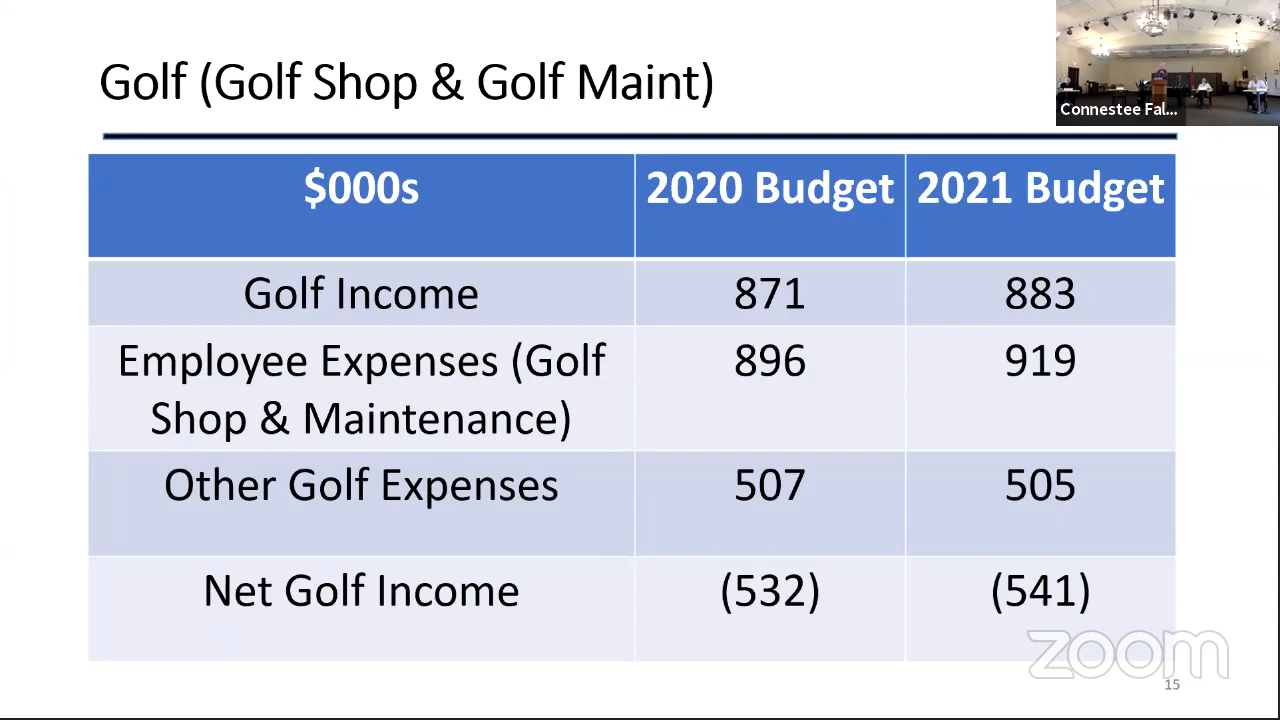 Golf (Golf Shop & Golf Maint)
Connestee Fal...
$000s 2020 Budget 2021 Budget
Golf Income 871 883
Employee Expenses (Golf 896 919
Shop & Maintenance)
Other Golf Expenses 507 505
Net Golf Income (532) (541)
zoom
15